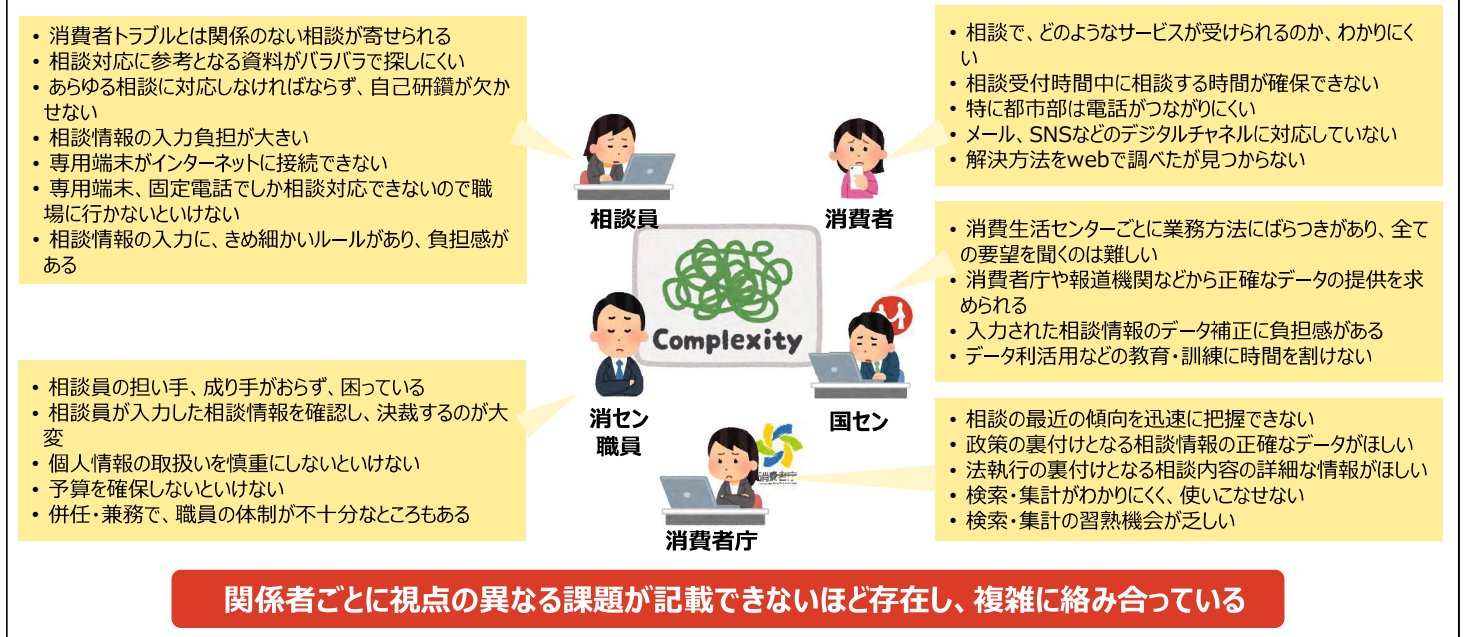 • 消費者トラブルとは関係のない相談が寄せられる
• 相談対応に参考となる資料がバラバラで探しにくい
• あらゆる相談に対応しなければならず、自己研鑽が欠か
せない
• 相談情報の入力負担が大きい
• 専用端末がインターネットに接続できない
• 専用端末、固定電話でしか相談対応できないので職
場に行かないといけない
• 相談情報の入力に、きめ細かいルールがあり、負担感が
ある
相談員
• 相談で、どのようなサービスが受けられるのか、わかりにく
い
• 相談受付時間中に相談する時間が確保できない
• 特に都市部は電話がつながりにくい
• メール、SNSなどのデジタルチャネルに対応していない
• 解決方法をwebで調べたが見つからない
消費者
Complexity
• 消費生活センターごとに業務方法にばらつきがあり、全て
の要望を聞くのは難しい
• 消費者庁や報道機関などから正確なデータの提供を求
められる
• 入力された相談情報のデータ補正に負担感がある
• データ利活用などの教育・訓練に時間を割けない
国セン
• 相談員の担い手、成り手がおらず、困っている
• 相談員が入力した相談情報を確認し、決裁するのが大
変
• 個人情報の取扱いを慎重にしないといけない
• 予算を確保しないといけない
• 併任・兼務で、職員の体制が不十分なところもある
消セン
職員
• 相談の最近の傾向を迅速に把握できない
• 政策の裏付けとなる相談情報の正確なデータがほしい
• 法執行の裏付けとなる相談内容の詳細な情報がほしい
• 検索・集計がわかりにくく、使いこなせない
• 検索・集計の習熟機会が乏しい
消費者庁
消費者庁
関係者ごとに視点の異なる課題が記載できないほど存在し、複雑に絡み合っている